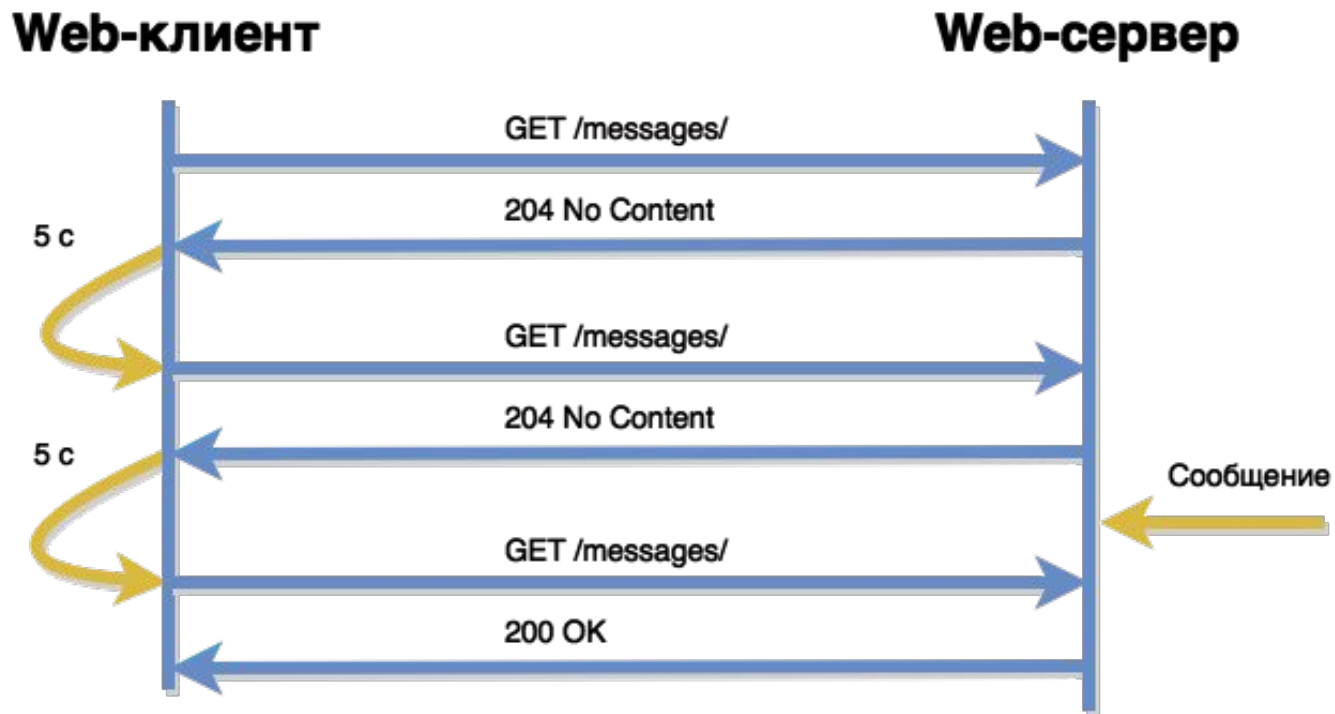 Web-клиент
Web-сервер
GET /messages/
204 No Content
5 с
GET /messages/
204 No Content
5 с
Сообщение
GET /messages/
200 OK